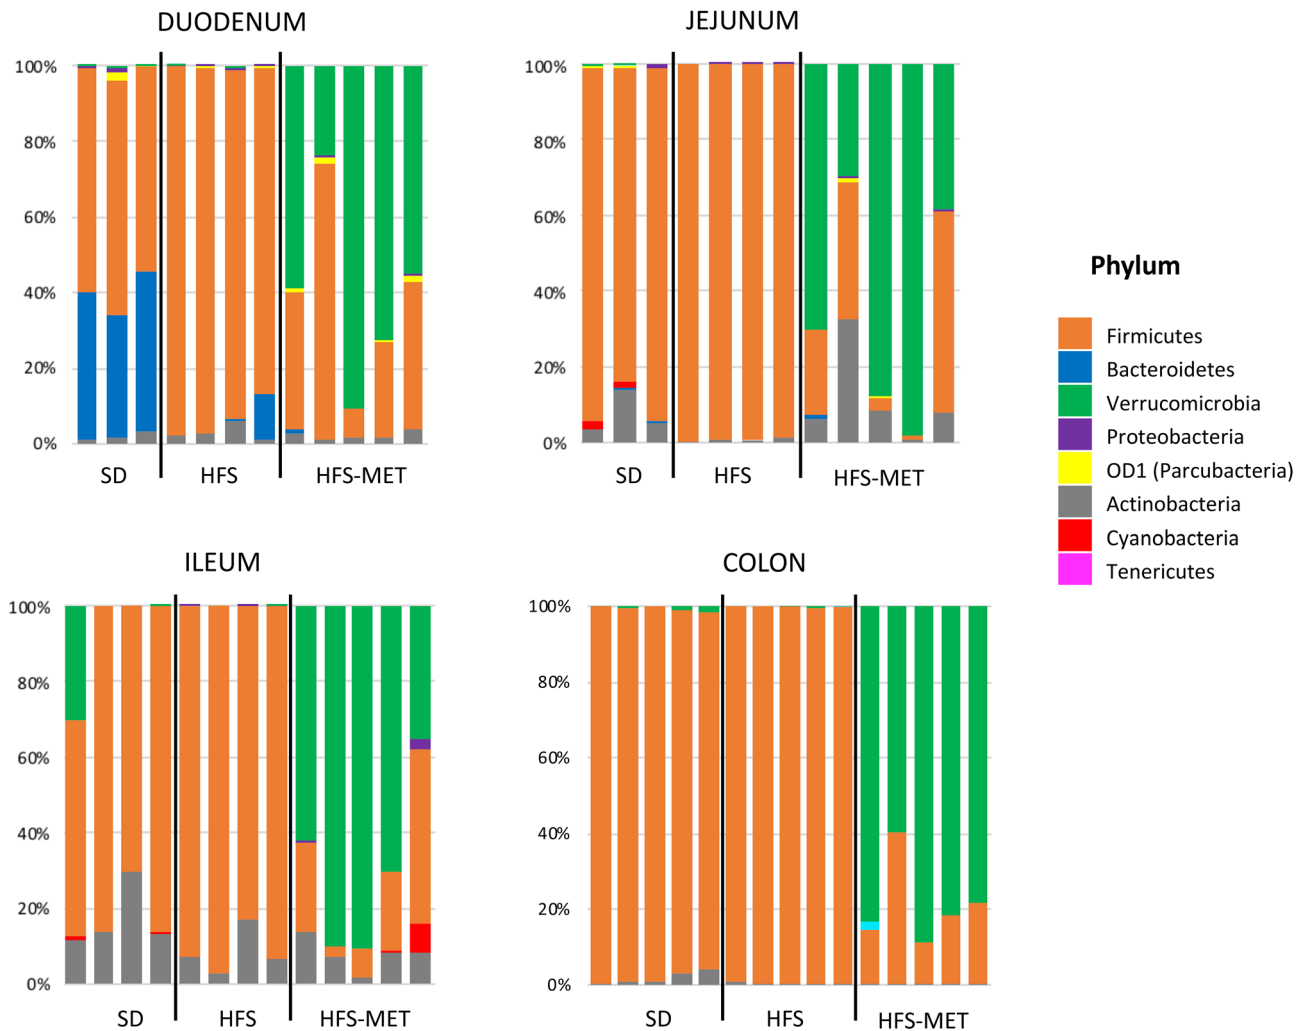 DUODENUM
100%
80%
60%
40%
20%
0%
SD HFS HFS-MET
JEJUNUM
100%
80%
60%
40%
20%
0%
SD HFS HFS-MET
Phylum
Firmicutes
Bacteroidetes
Verrucomicrobia
Proteobacteria
OD1 (Parcubacteria)
Actinobacteria
Cyanobacteria
Tenericutes
ILEUM
100%
80%
60%
40%
20%
0%
SD HFS HFS-MET
COLON
100%
80%
60%
40%
20%
0%
SD HFS HFS-MET